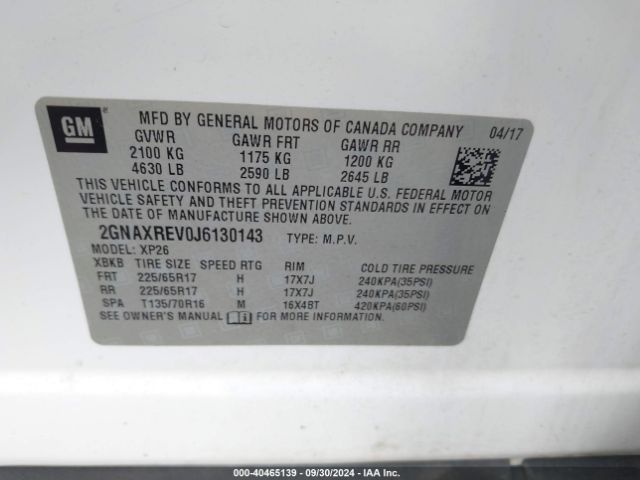 GM
MFD BY GENERAL MOTORS OF CANADA COMPANY 04/17
GVWR GAWR FRT GAWR RR
2100 KG 1175 KG 1200 KG
4630 LB 2590 LB 2645 LB
THIS VEHICLE CONFORMS TO ALL APPLICABLE U.S. FEDERAL MOTOR
VEHICLE SAFETY AND THEFT PREVENTION STANDARDS IN EFFECT ON
THE DATE OF MANUFACTURE SHOWN ABOVE.
2GNAXREV0J6130143 TYPE: M.P.V.
MODEL: XP26
XBKB TIRE SIZE SPEED RTG RIM COLD TIRE PRESSURE
FRT 225/65R17 H 17X7J 240KPA(35PSI)
RR 225/65R17 H 17X7J 240KPA(35PSI)
SPA T135/70R16 M 16X4BT 420KPA(60PSI)
SEE OWNER'S MANUAL FOR MORE INFORMATION.
000-40465139 - 09/30/2024 - IAA Inc.